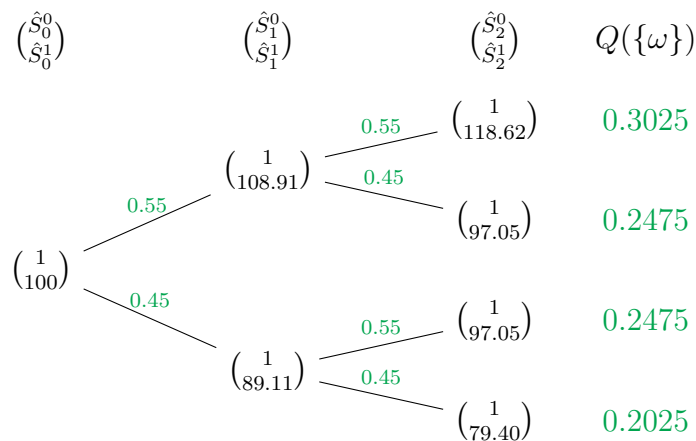 (Ŝ₀⁰ Ŝ₀¹) (Ŝ₁⁰ Ŝ₁¹) (Ŝ₂⁰ Ŝ₂¹) Q({ω})
0.55 (1 118.62) 0.3025
(1 108.91) 0.45
0.55 (1 97.05) 0.2475
(1 100)
0.45 0.55 (1 97.05) 0.2475
(1 89.11) 0.45
(1 79.40) 0.2025